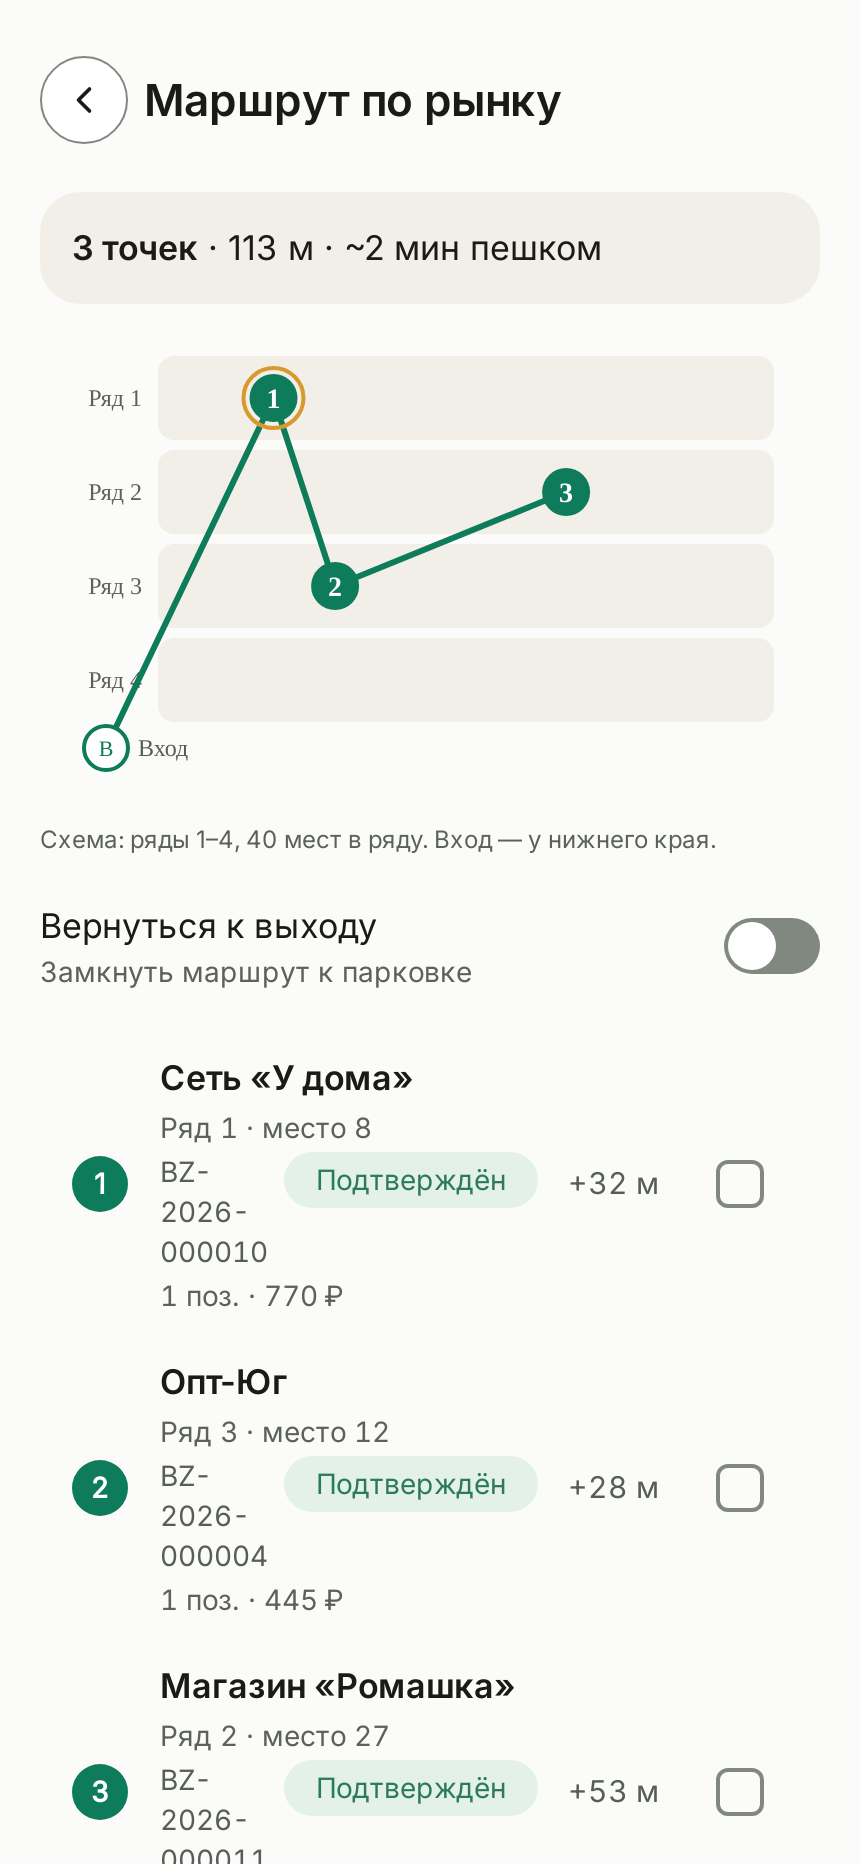 Маршрут по рынку
3 точек · 113 м · ~2 мин пешком
Ряд 1
1
Ряд 2
3
Ряд 3
2
Ряд 4
В Вход
Схема: ряды 1–4, 40 мест в ряду. Вход — у нижнего края.
Вернуться к выходу
Замкнуть маршрут к парковке
Сеть «У дома»
Ряд 1 · место 8
1
BZ-
2026-
000010
Подтверждён
+32 м
1 поз. · 770 ₽
Опт-Юг
Ряд 3 · место 12
2
BZ-
2026-
000004
Подтверждён
+28 м
1 поз. · 445 ₽
Магазин «Ромашка»
Ряд 2 · место 27
3
BZ-
2026-
000011
Подтверждён
+53 м